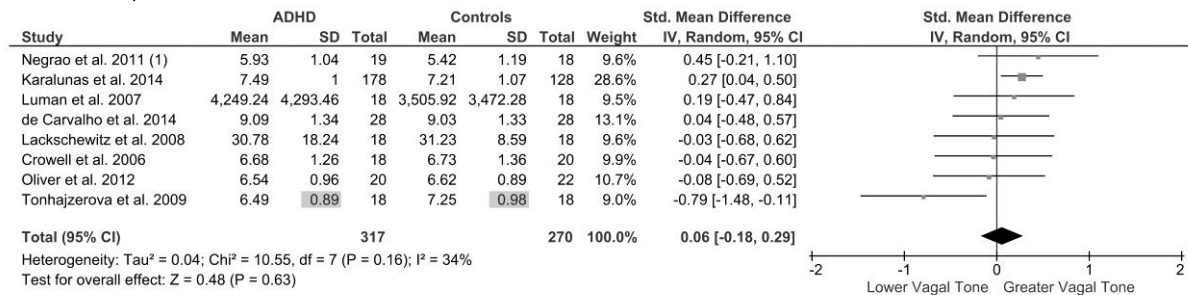 ADHD Controls Std. Mean Difference Std. Mean Difference
Study Mean SD Total Mean SD Total Weight IV, Random, 95% CI IV, Random, 95% CI
Negrao et al. 2011 (1) 5.93 1.04 19 5.42 1.19 18 9.6% 0.45 [-0.21, 1.10]
Karalunas et al. 2014 7.49 1 178 7.21 1.07 128 28.6% 0.27 [0.04, 0.50]
Luman et al. 2007 4,249.24 4,293.46 18 3,505.92 3,472.28 18 9.5% 0.19 [-0.47, 0.84]
de Carvalho et al. 2014 9.09 1.34 28 9.03 1.33 28 13.1% 0.04 [-0.48, 0.57]
Lackschewitz et al. 2008 30.78 18.24 18 31.23 8.59 18 9.6% -0.03 [-0.68, 0.62]
Crowell et al. 2006 6.68 1.26 18 6.73 1.36 20 9.9% -0.04 [-0.67, 0.60]
Oliver et al. 2012 6.54 0.96 20 6.62 0.89 22 10.7% -0.08 [-0.69, 0.52]
Tonhajzerova et al. 2009 6.49 0.89 18 7.25 0.98 18 9.0% -0.79 [-1.48, -0.11]
Total (95% CI) 317 270 100.0% 0.06 [-0.18, 0.29]
Heterogeneity: Tau² = 0.04; Chi² = 10.55, df = 7 (P = 0.16); I² = 34%
Test for overall effect: Z = 0.48 (P = 0.63)
-2 -1 0 1 2
Lower Vagal Tone Greater Vagal Tone